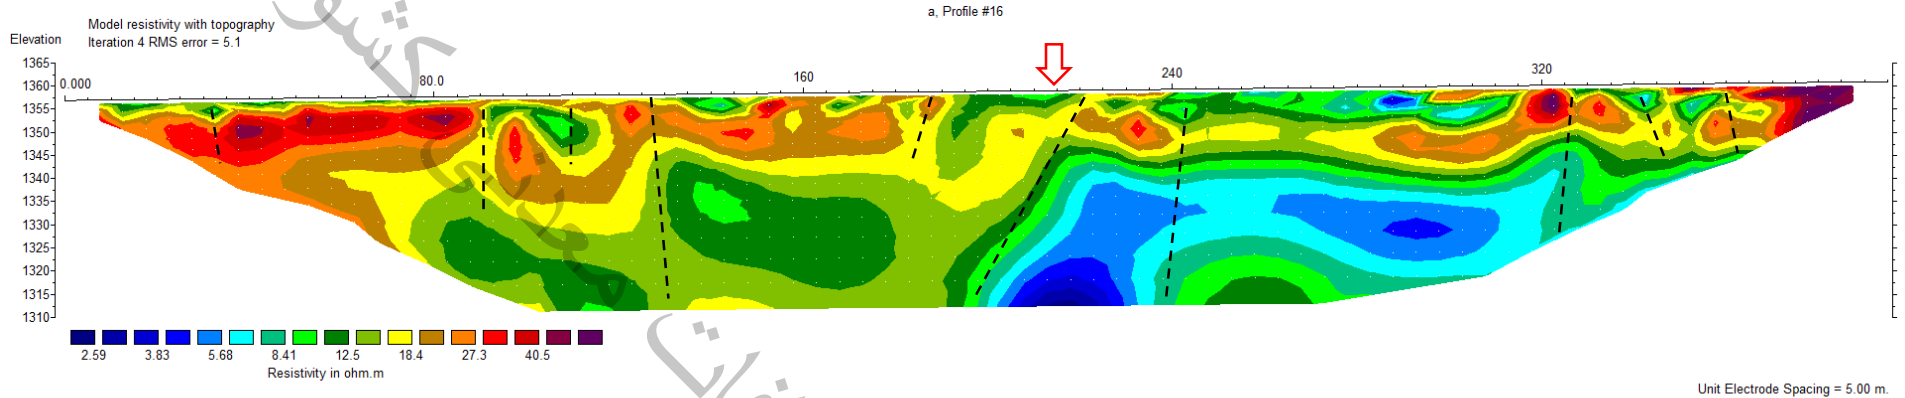 a, Profile #16
Model resistivity with topography
Iteration 4 RMS error = 5.1
Elevation
1365
1360
1355
1350
1345
1340
1335
1330
1325
1320
1315
1310
0.000 80.0 160 240 320
2.59 3.83 5.68 8.41 12.5 18.4 27.3 40.5
Resistivity in ohm.m
Unit Electrode Spacing = 5.00 m.